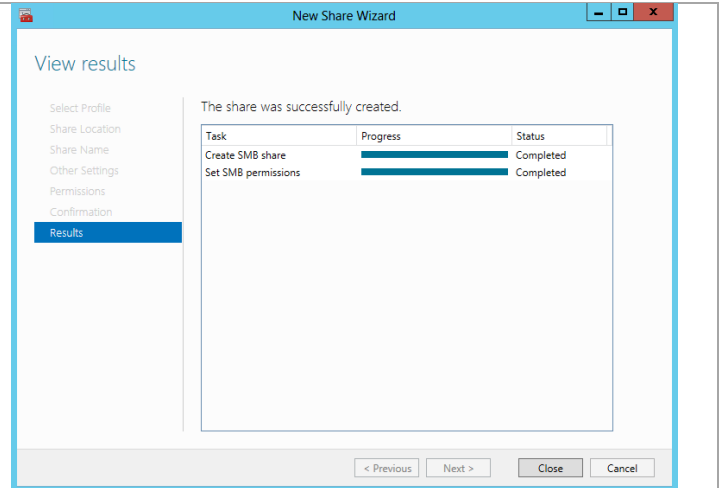 New Share Wizard
View results
Select Profile
Share Location
Share Name
Other Settings
Permissions
Confirmation
Results
The share was successfully created.
Task Progress Status
Create SMB share Completed
Set SMB permissions Completed
< Previous Next > Close Cancel